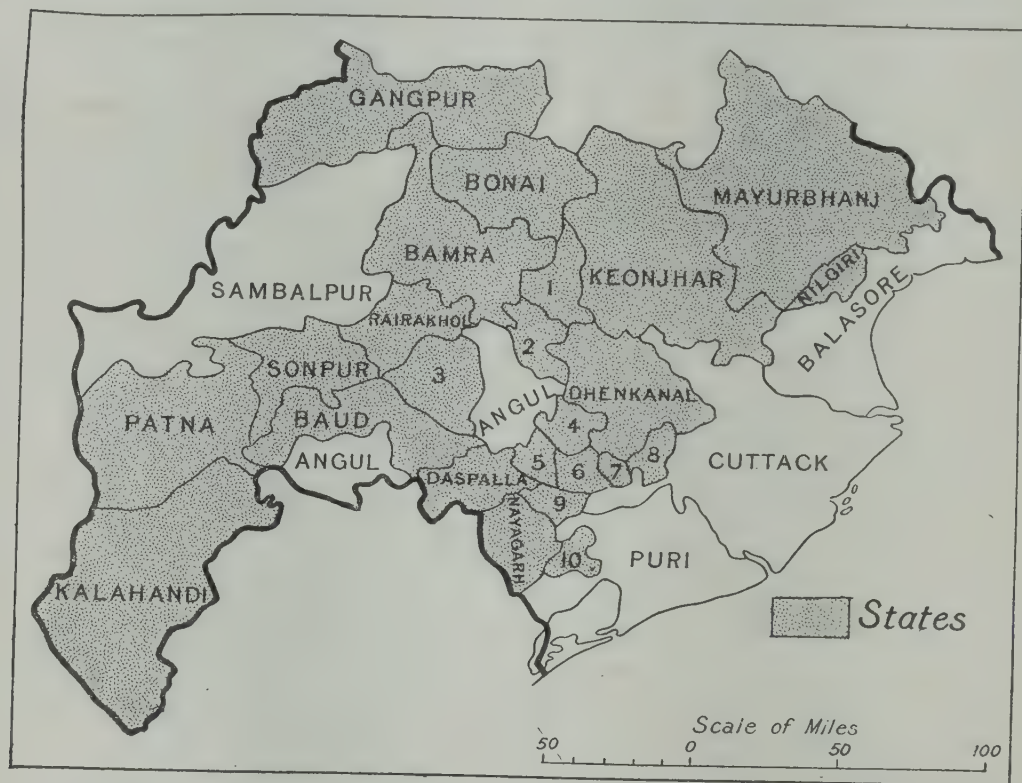 GANGPUR
BONAI
MAYURBHANJ
BAMRA
KEONJHAR
1
NILGIRI
SAMBALPUR
BALASORE
RAIRAKHOL
2
SONPUR
3
DHENKANAL
ANGUL
PATNA
BAUD
4
ANGUL
5
6
7
8
CUTTACK
DASPALLA
9
NAYAGARH
10
PURI
KALAHANDI
States
Scale of Miles
50 0 50 100